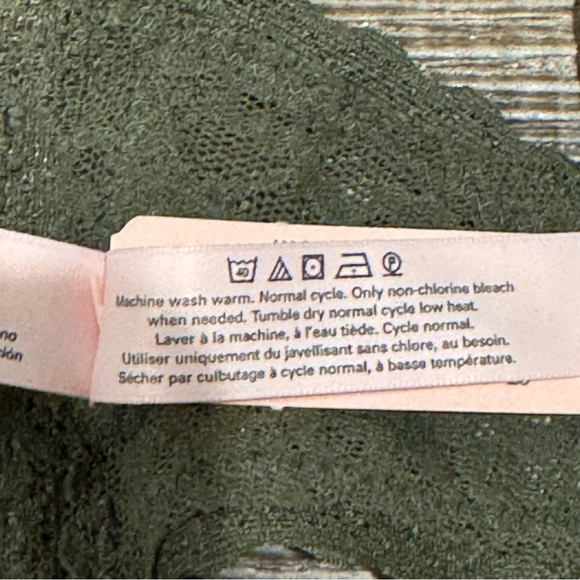 40 P
Machine wash warm. Normal cycle. Only non-chlorine bleach
when needed. Tumble dry normal cycle low heat.
Laver à la machine, à l'eau tiède. Cycle normal.
Utiliser uniquement du javellisant sans chlore, au besoin.
Sécher par culbutage à cycle normal, à basse température.